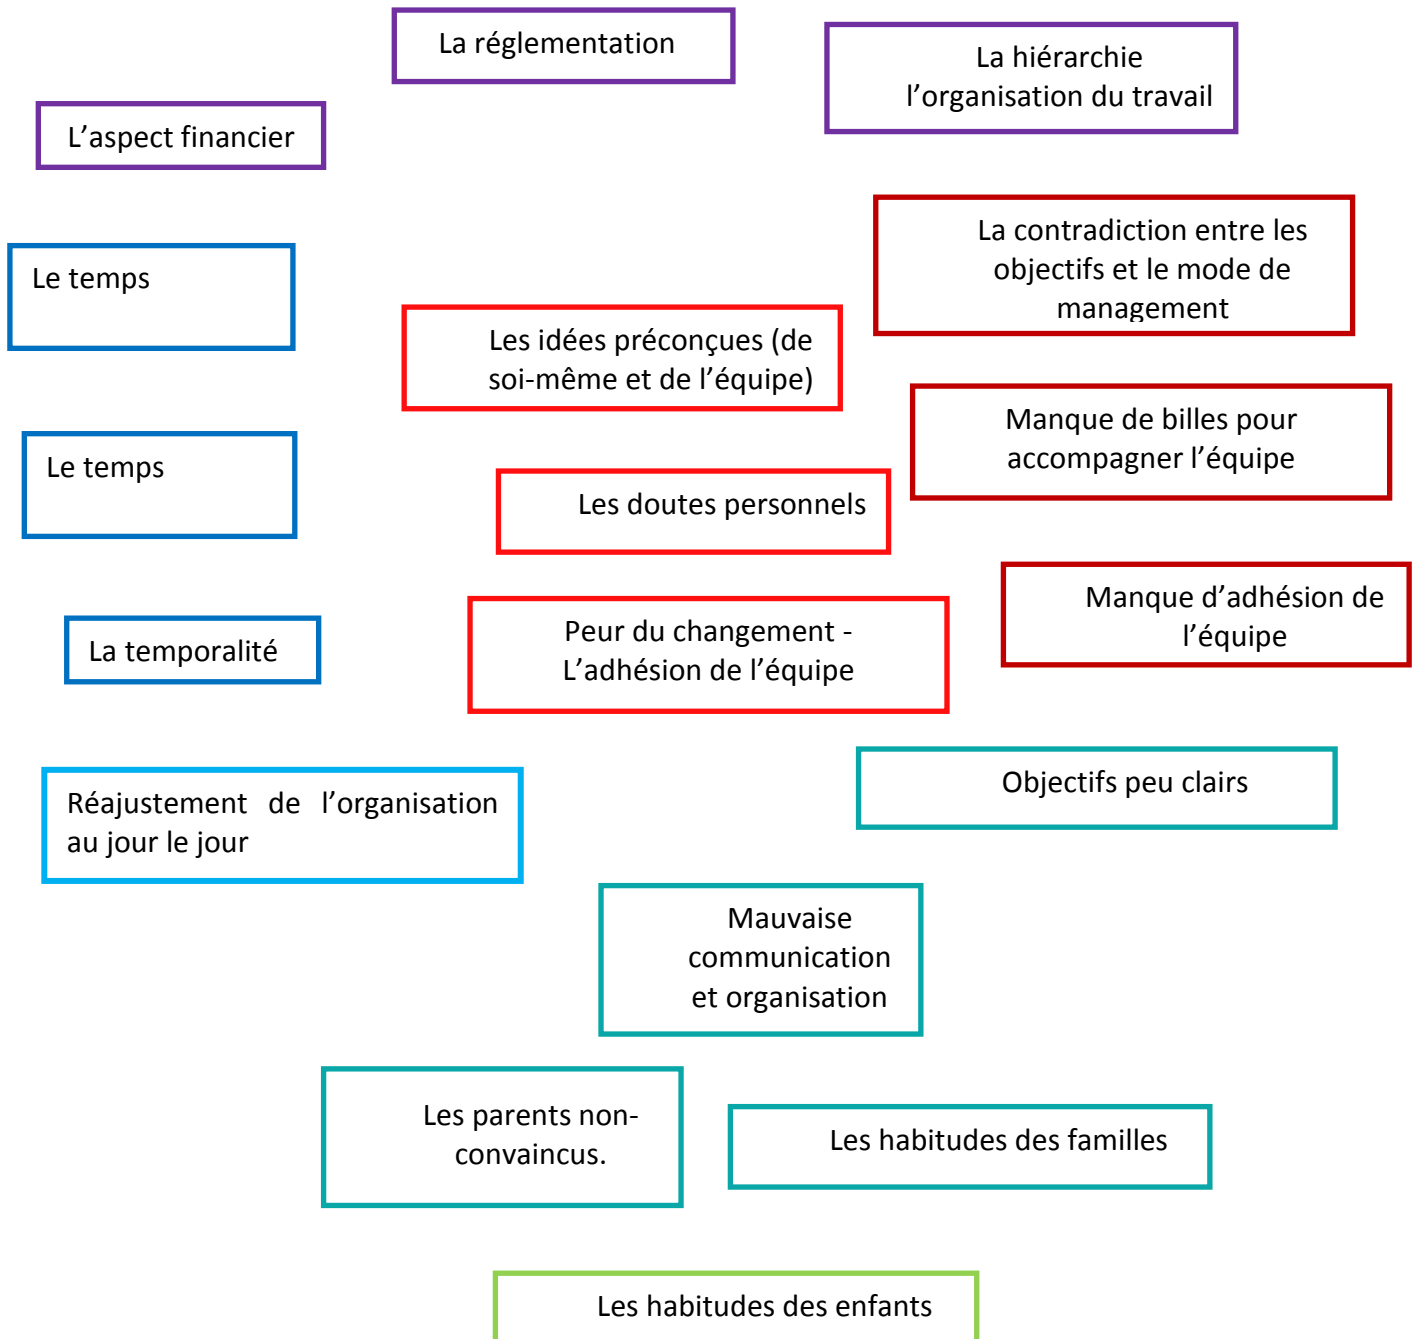 La réglementation
La hiérarchie
l’organisation du travail
L’aspect financier
La contradiction entre les
objectifs et le mode de
management
Le temps
Les idées préconçues (de
soi-même et de l’équipe)
Manque de billes pour
accompagner l’équipe
Le temps
Les doutes personnels
Manque d’adhésion de
l’équipe
Peur du changement -
L’adhésion de l’équipe
La temporalité
Objectifs peu clairs
Réajustement de l’organisation
au jour le jour
Mauvaise
communication
et organisation
Les parents non-
convaincus.
Les habitudes des familles
Les habitudes des enfants